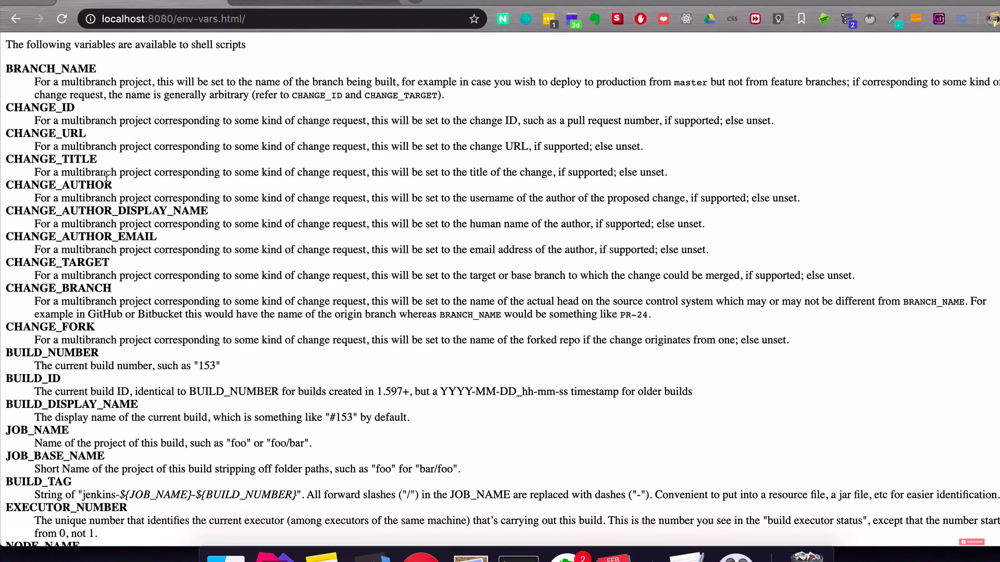 localhost:8080/env-vars.html/
1
3d
S
css
2
The following variables are available to shell scripts
BRANCH_NAME
For a multibranch project, this will be set to the name of the branch being built, for example in case you wish to deploy to production from master but not from feature branches; if corresponding to some kind of
change request, the name is generally arbitrary (refer to CHANGE_ID and CHANGE_TARGET).
CHANGE_ID
For a multibranch project corresponding to some kind of change request, this will be set to the change ID, such as a pull request number, if supported; else unset.
CHANGE_URL
For a multibranch project corresponding to some kind of change request, this will be set to the change URL, if supported; else unset.
CHANGE_TITLE
For a multibranch project corresponding to some kind of change request, this will be set to the title of the change, if supported; else unset.
CHANGE_AUTHOR
For a multibranch project corresponding to some kind of change request, this will be set to the username of the author of the proposed change, if supported; else unset.
CHANGE_AUTHOR_DISPLAY_NAME
For a multibranch project corresponding to some kind of change request, this will be set to the human name of the author, if supported; else unset.
CHANGE_AUTHOR_EMAIL
For a multibranch project corresponding to some kind of change request, this will be set to the email address of the author, if supported; else unset.
CHANGE_TARGET
For a multibranch project corresponding to some kind of change request, this will be set to the target or base branch to which the change could be merged, if supported; else unset.
CHANGE_BRANCH
For a multibranch project corresponding to some kind of change request, this will be set to the name of the actual head on the source control system which may or may not be different from BRANCH_NAME. For
example in GitHub or Bitbucket this would have the name of the origin branch whereas BRANCH_NAME would be something like PR-24.
CHANGE_FORK
For a multibranch project corresponding to some kind of change request, this will be set to the name of the forked repo if the change originates from one; else unset.
BUILD_NUMBER
The current build number, such as "153"
BUILD_ID
The current build ID, identical to BUILD_NUMBER for builds created in 1.597+, but a YYYY-MM-DD_hh-mm-ss timestamp for older builds
BUILD_DISPLAY_NAME
The display name of the current build, which is something like "#153" by default.
JOB_NAME
Name of the project of this build, such as "foo" or "foo/bar".
JOB_BASE_NAME
Short Name of the project of this build stripping off folder paths, such as "foo" for "bar/foo".
BUILD_TAG
String of "jenkins-${JOB_NAME}-${BUILD_NUMBER}". All forward slashes ("/") in the JOB_NAME are replaced with dashes ("-"). Convenient to put into a resource file, a jar file, etc for easier identification.
EXECUTOR_NUMBER
The unique number that identifies the current executor (among executors of the same machine) that’s carrying out this build. This is the number you see in the "build executor status", except that the number start
from 0, not 1.
NODE_NAME
SUBSCRIBE
2
FEB